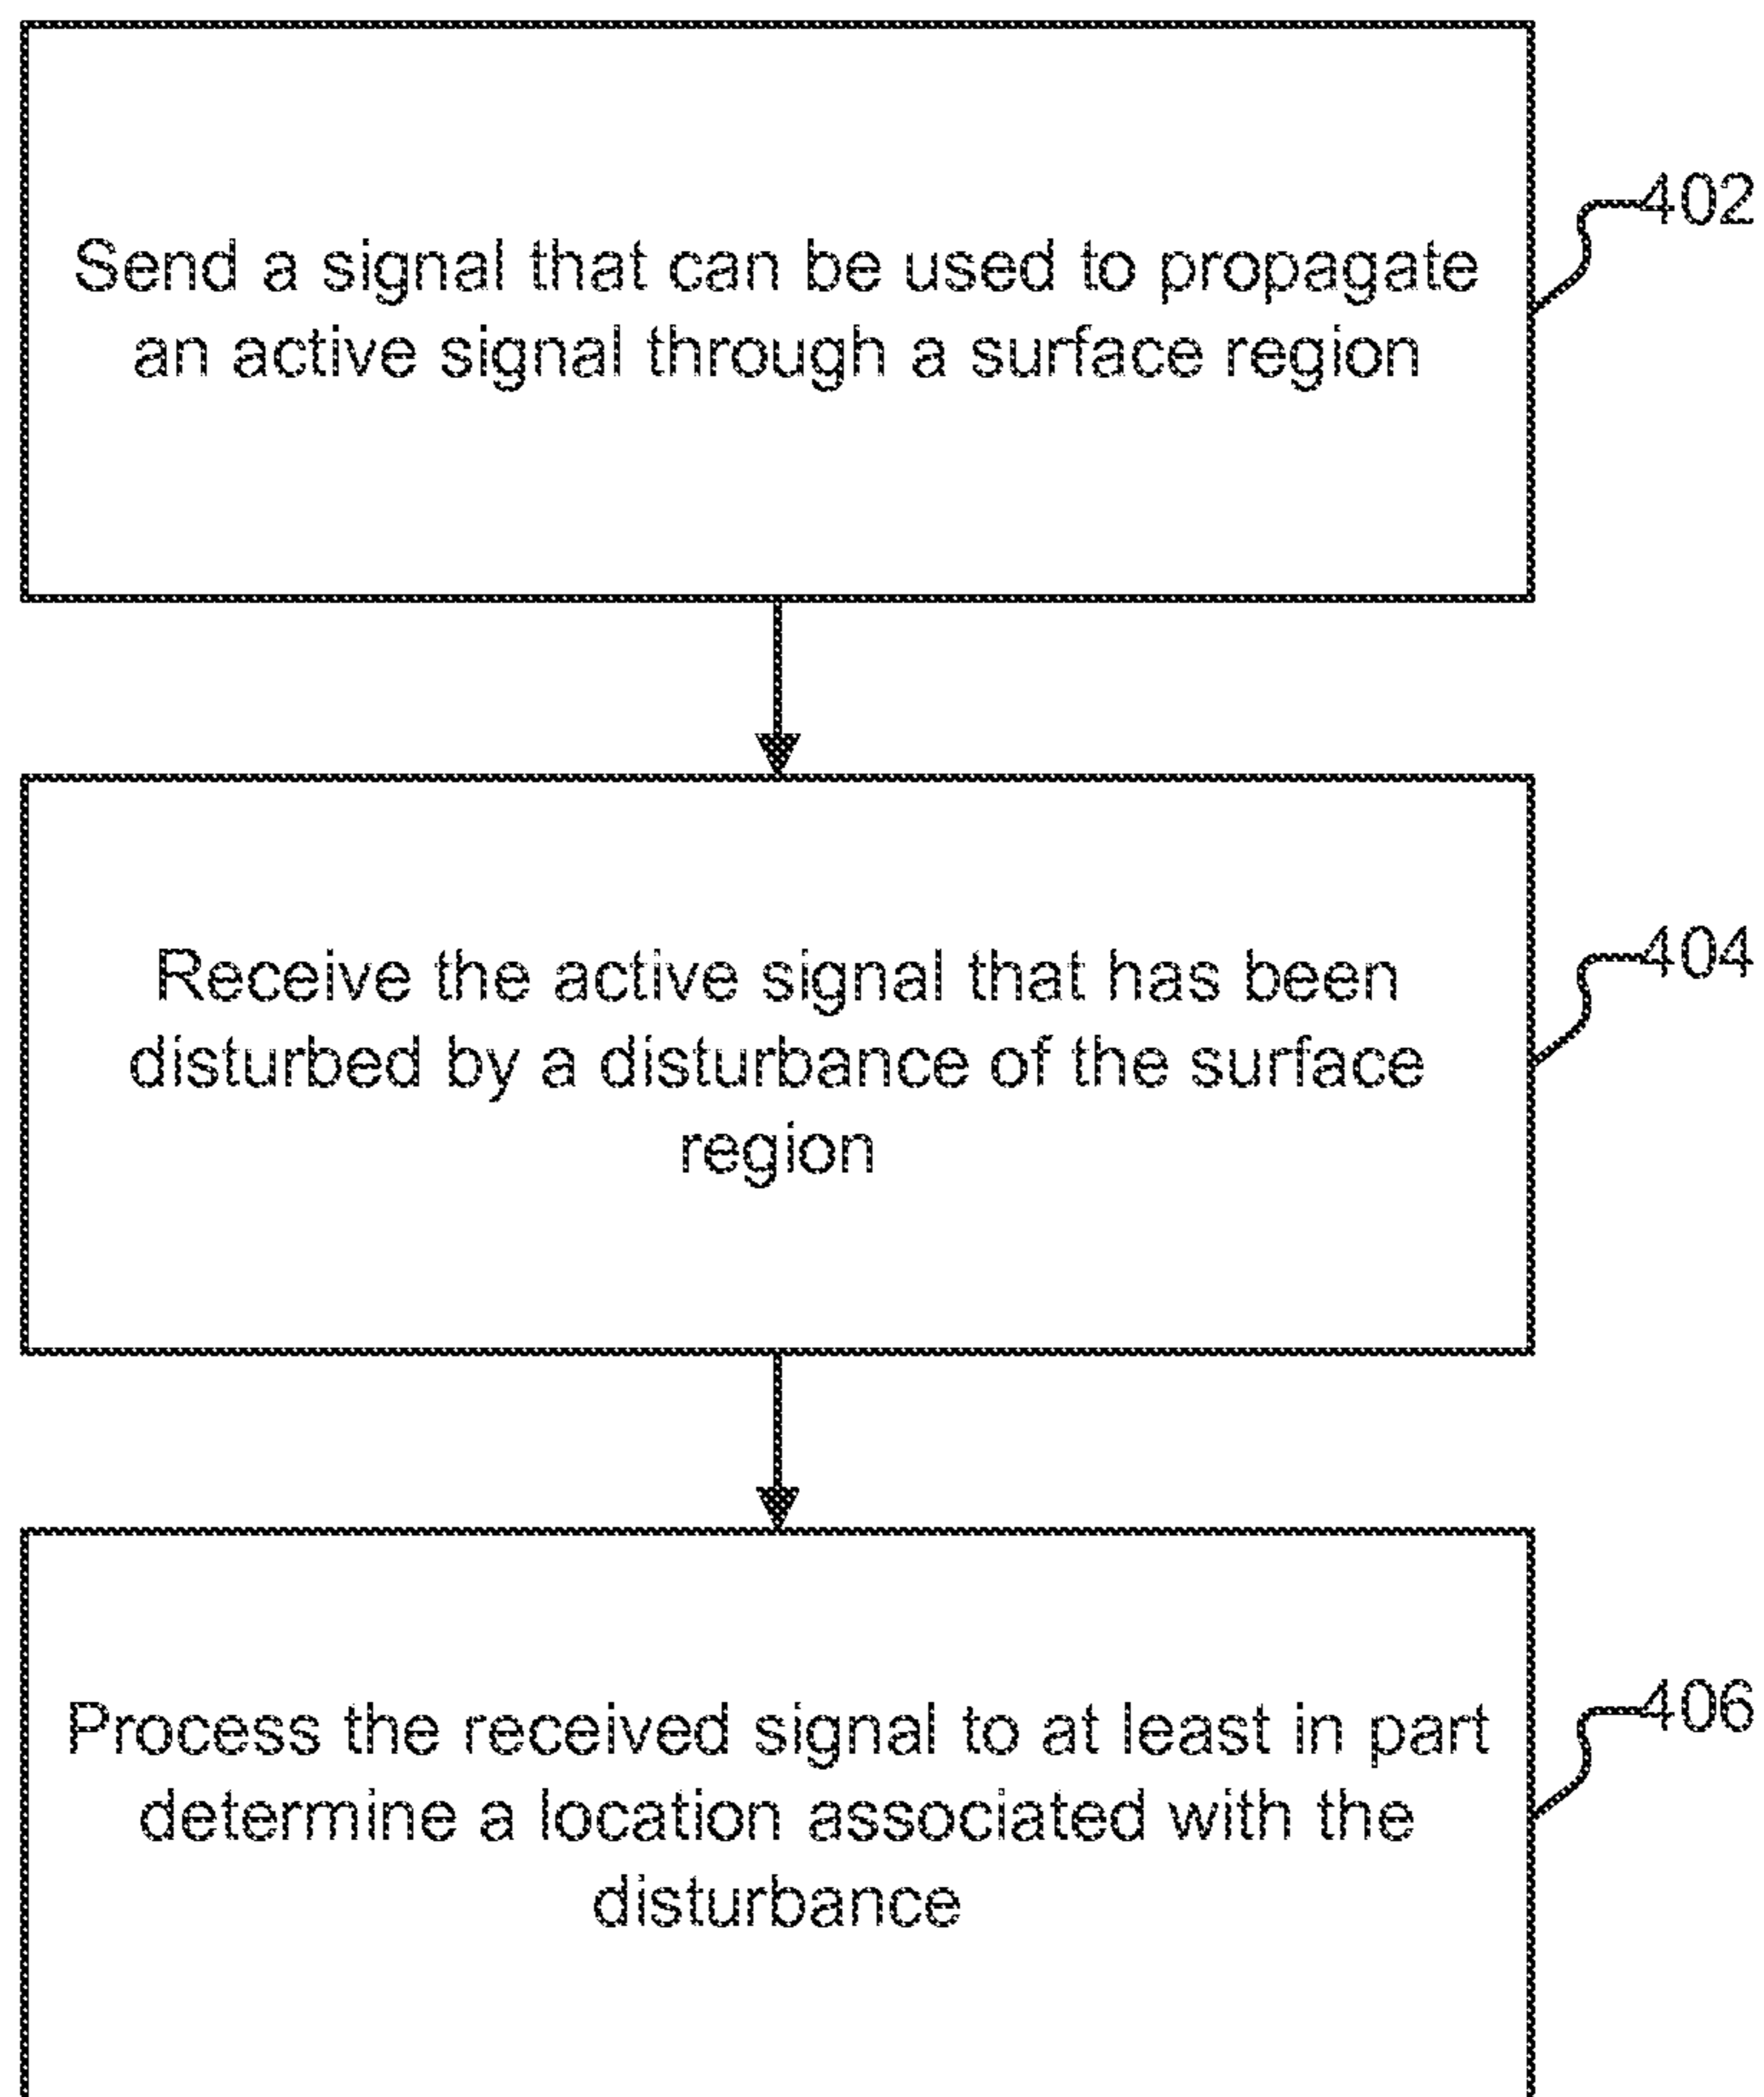 Send a signal that can be used to propagate
an active signal through a surface region
402
Receive the active signal that has been
disturbed by a disturbance of the surface
region
404
Process the received signal to at least in part
determine a location associated with the
disturbance
406